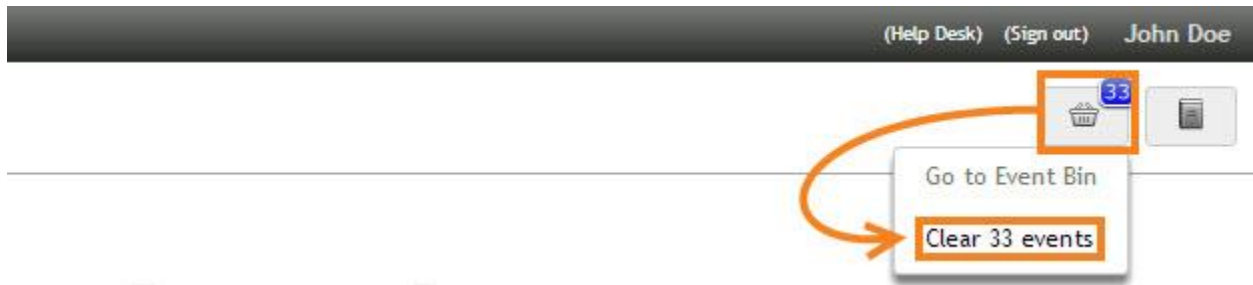 (Help Desk) (Sign out) John Doe
33
Go to Event Bin
Clear 33 events